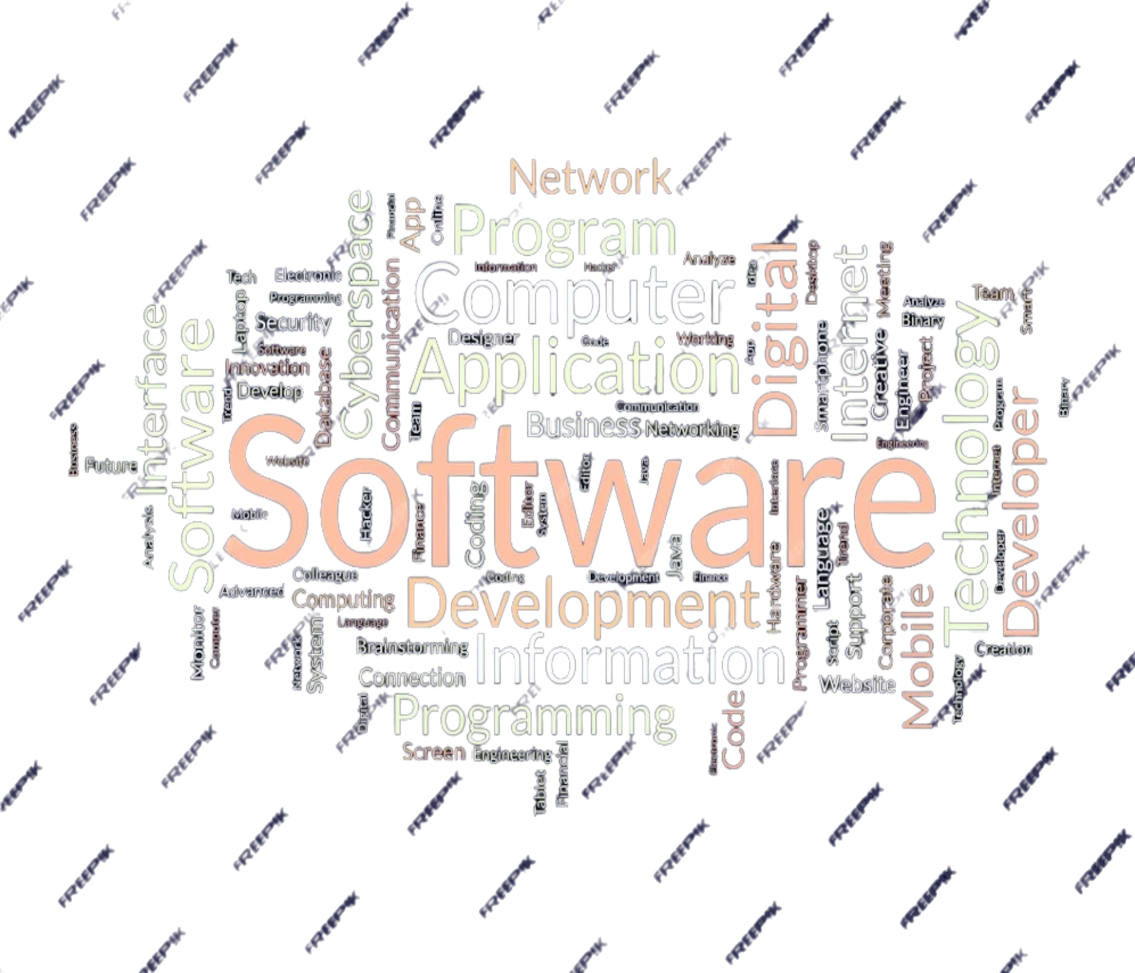 Network
Program
Computer
Application
Software
Development
Information
Programming
Cyberspace
Communication
App
Financial
Online
Information
Hacker
Analyze
Designer
Code
Working
Communication
Business
Networking
Tech
Electronic
Programming
Laptop
Security
Software
Innovation
Trend
Develop
Database
Team
Interface
Software
Business
Future
Website
Analysis
Mobile
Hacker
Finance
Coding
Editor
System
Editor
Java
Java
Interface
Idea
App
Digital
Desktop
Smartphone
Internet
Meeting
Creative
Engineer
Project
Analyze
Binary
Engineering
Team
Smart
Technology
Program
Internet
Developer
Developer
Binary
Language
Trend
Hardware
Programmer
Script
Support
Corporate
Mobile
Website
Technology
Creation
Colleague
Coding
Development
Finance
Advanced
Computing
Language
Monitor
Computer
Network
System
Brainstorming
Connection
Digital
Screen
Engineering
Tablet
Financial
Electronic
Code
FREEPIK